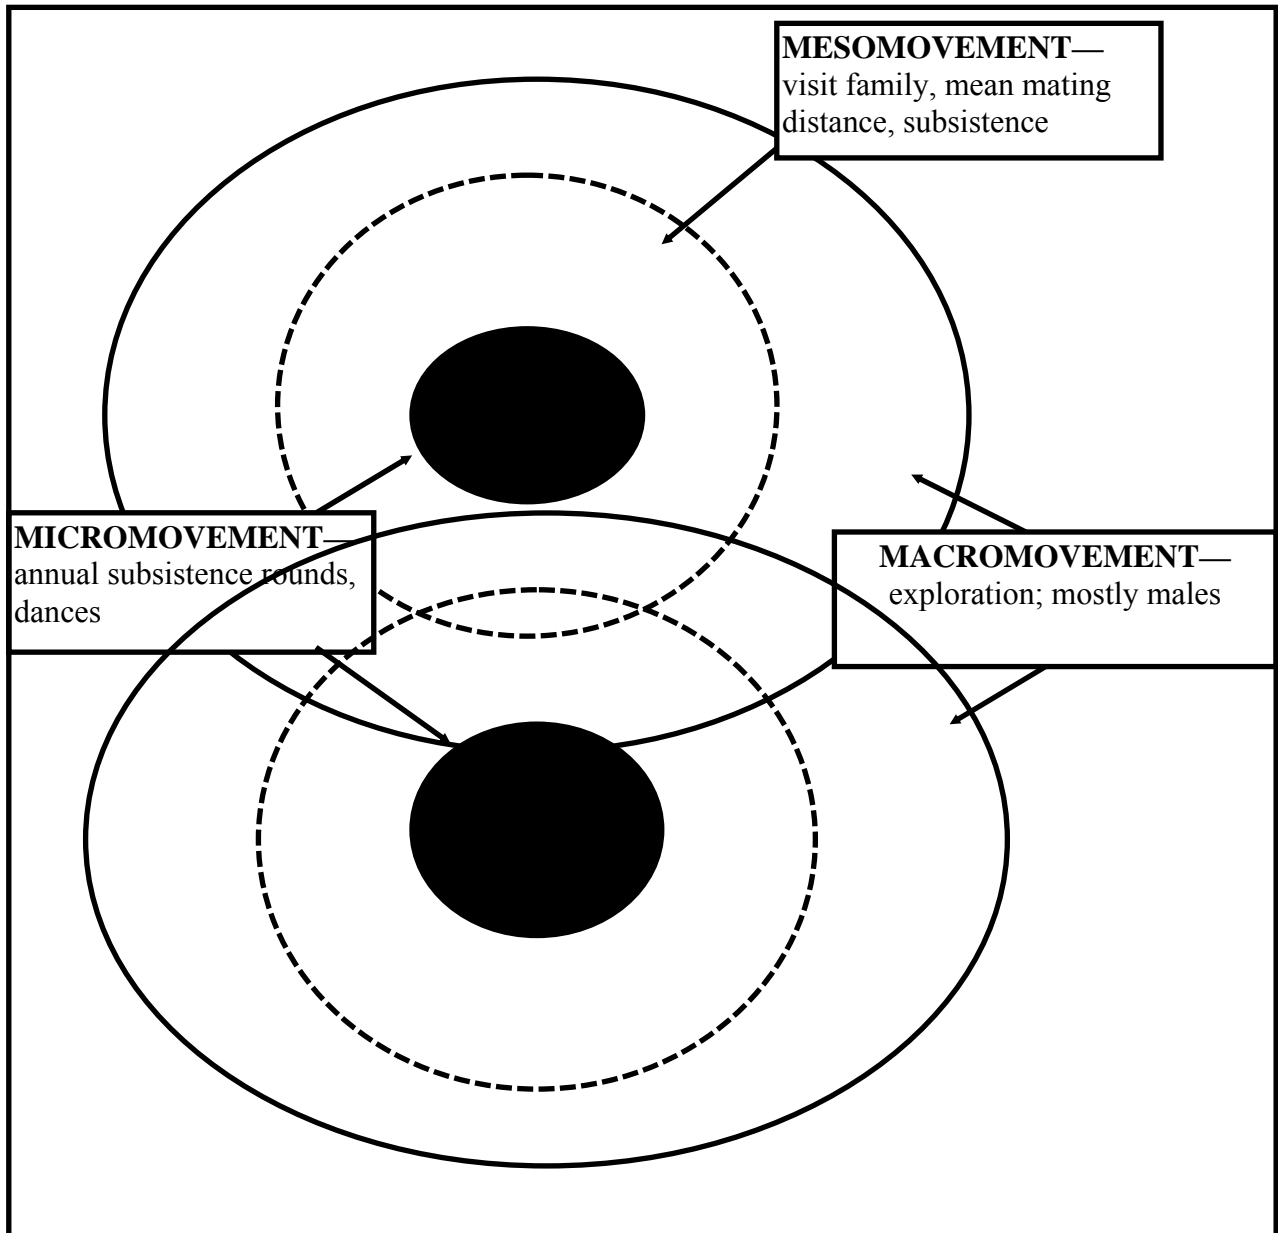 MESOMOVEMENT—
visit family, mean mating
distance, subsistence
MICROMOVEMENT—
annual subsistence rounds,
dances
MACROMOVEMENT—
exploration; mostly males